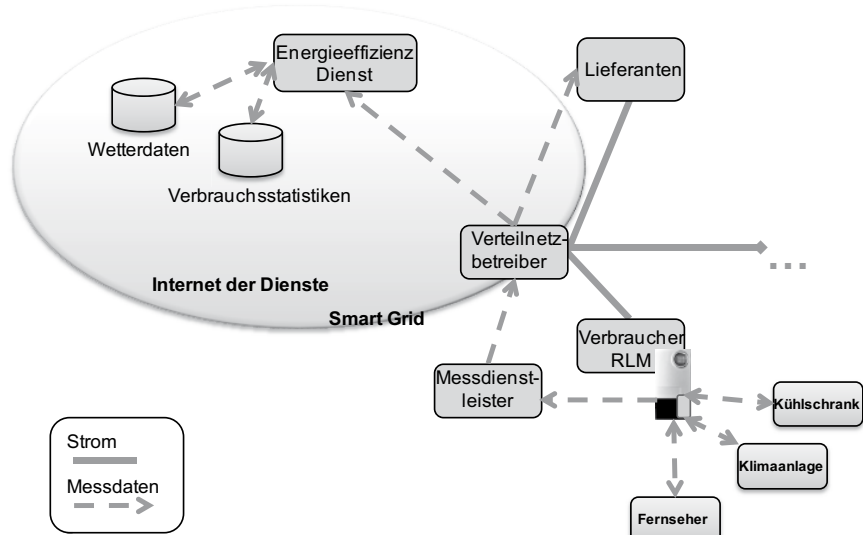 Energieeffizienz
Dienst
Lieferanten
Wetterdaten
Verbrauchsstatistiken
Verteilnetz-
betreiber
Internet der Dienste
Smart Grid
Verbraucher
RLM
Messdienst-
leister
Kühlschrank
Klimaanlage
Fernseher
Strom
Messdaten